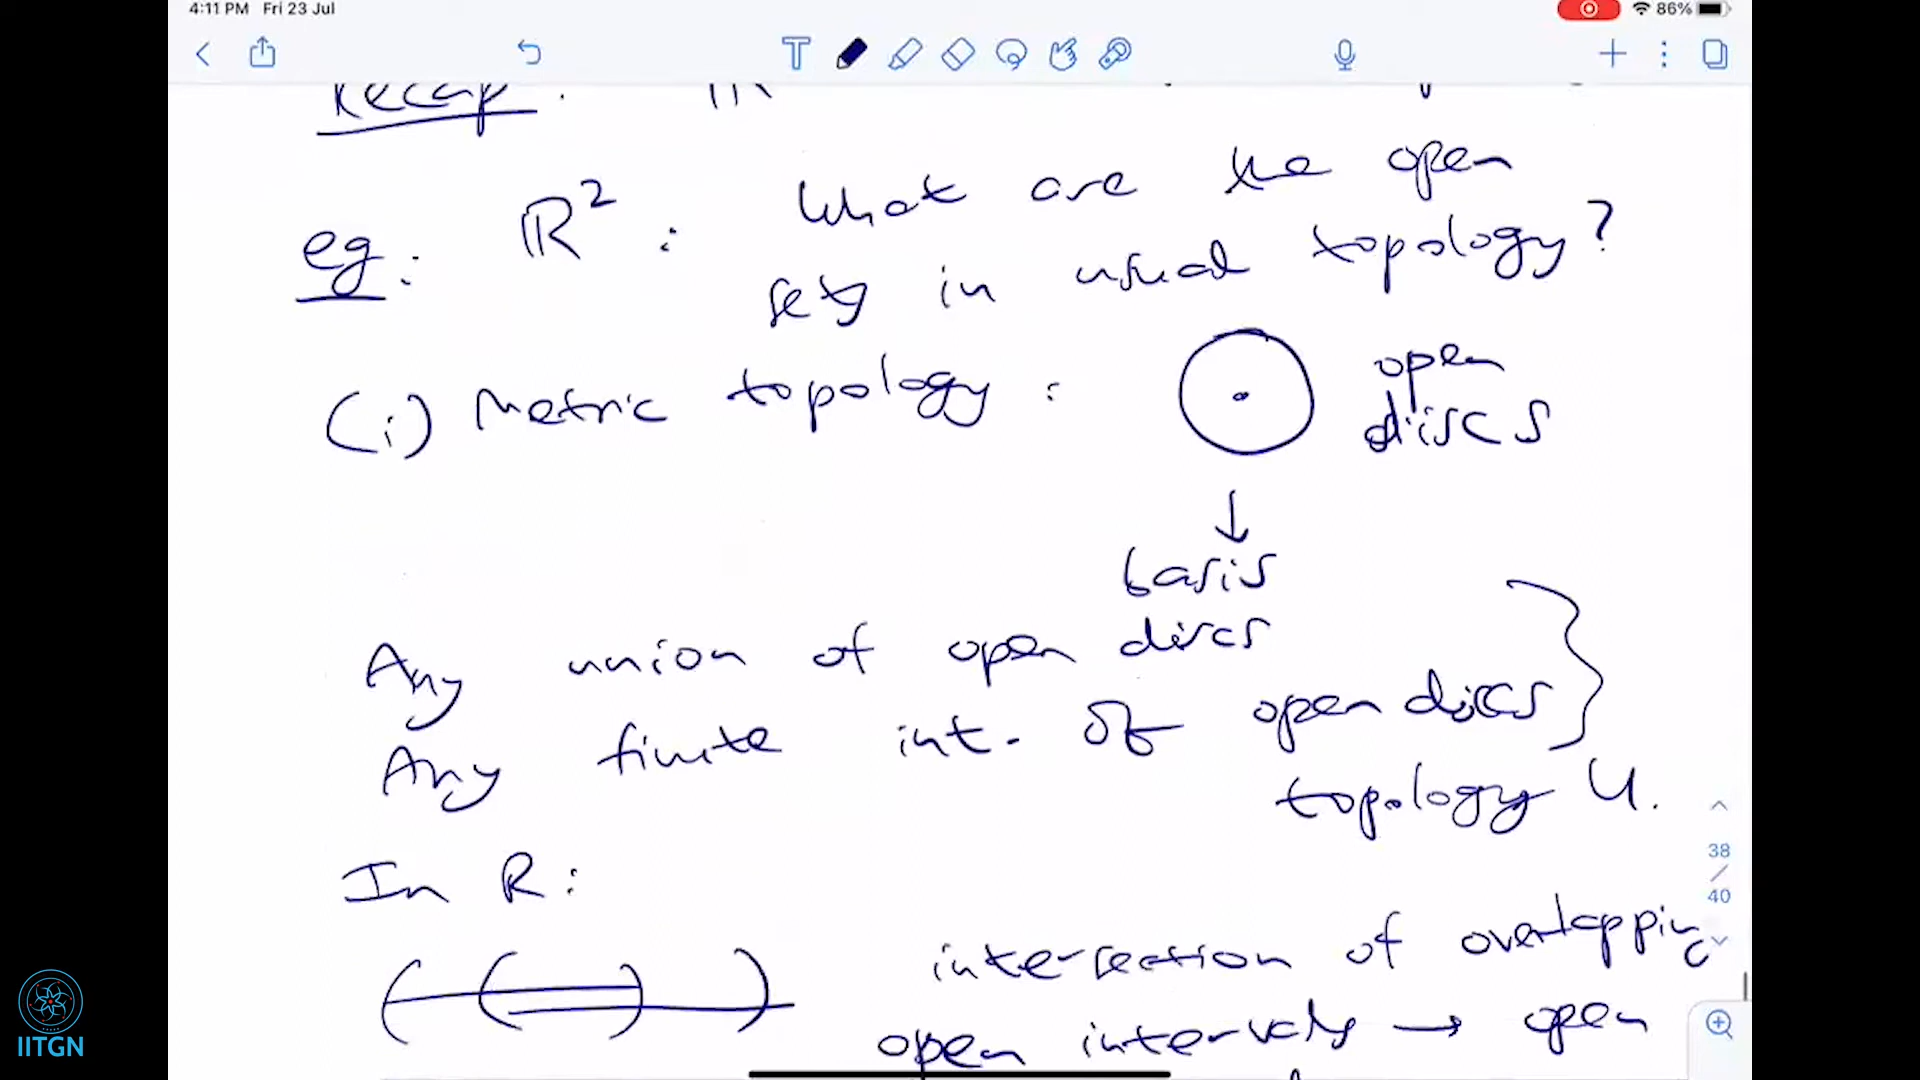 4:11 PM Fri 23 Jul
86%
Recap: ℝ
eg: ℝ²: What are the open
sets in usual topology?
(i) Metric topology: open
discs
↓
basis
Any union of open discs
Any finite int. of open discs
topology U.
In R:
38
/
40
intersection of overlapping
open intervals → open
IITGN